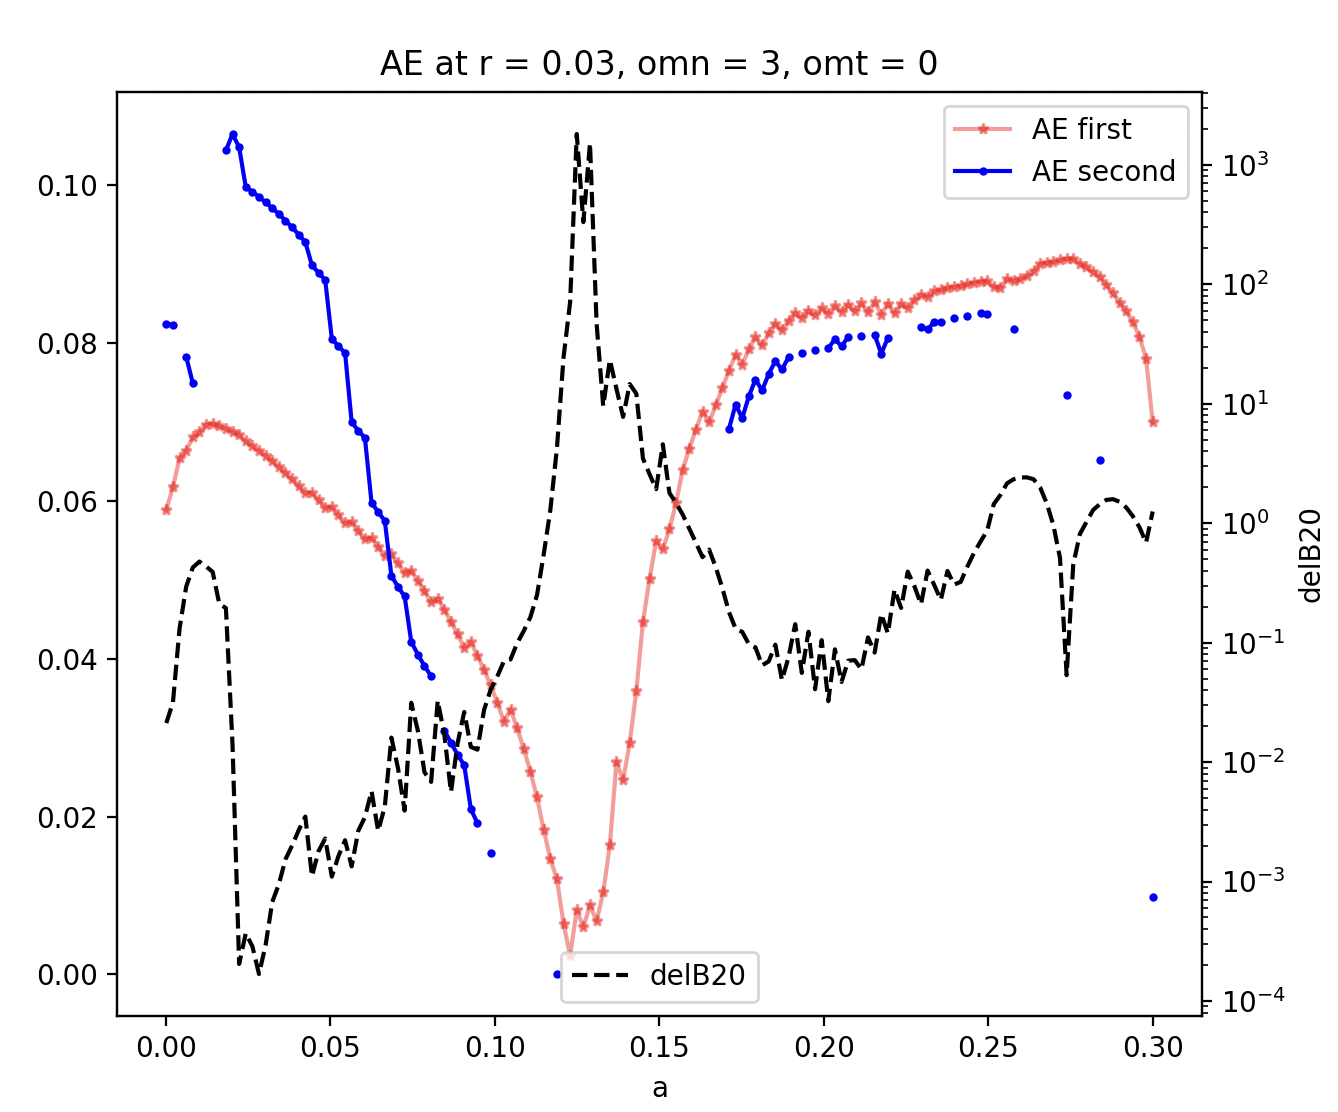 AE at r = 0.03, omn = 3, omt = 0
AE first
AE second
0.10
0.08
0.06
0.04
0.02
0.00
10³
10²
10¹
10⁰
10⁻¹
10⁻²
10⁻³
10⁻⁴
delB20
delB20
0.00 0.05 0.10 0.15 0.20 0.25 0.30
a